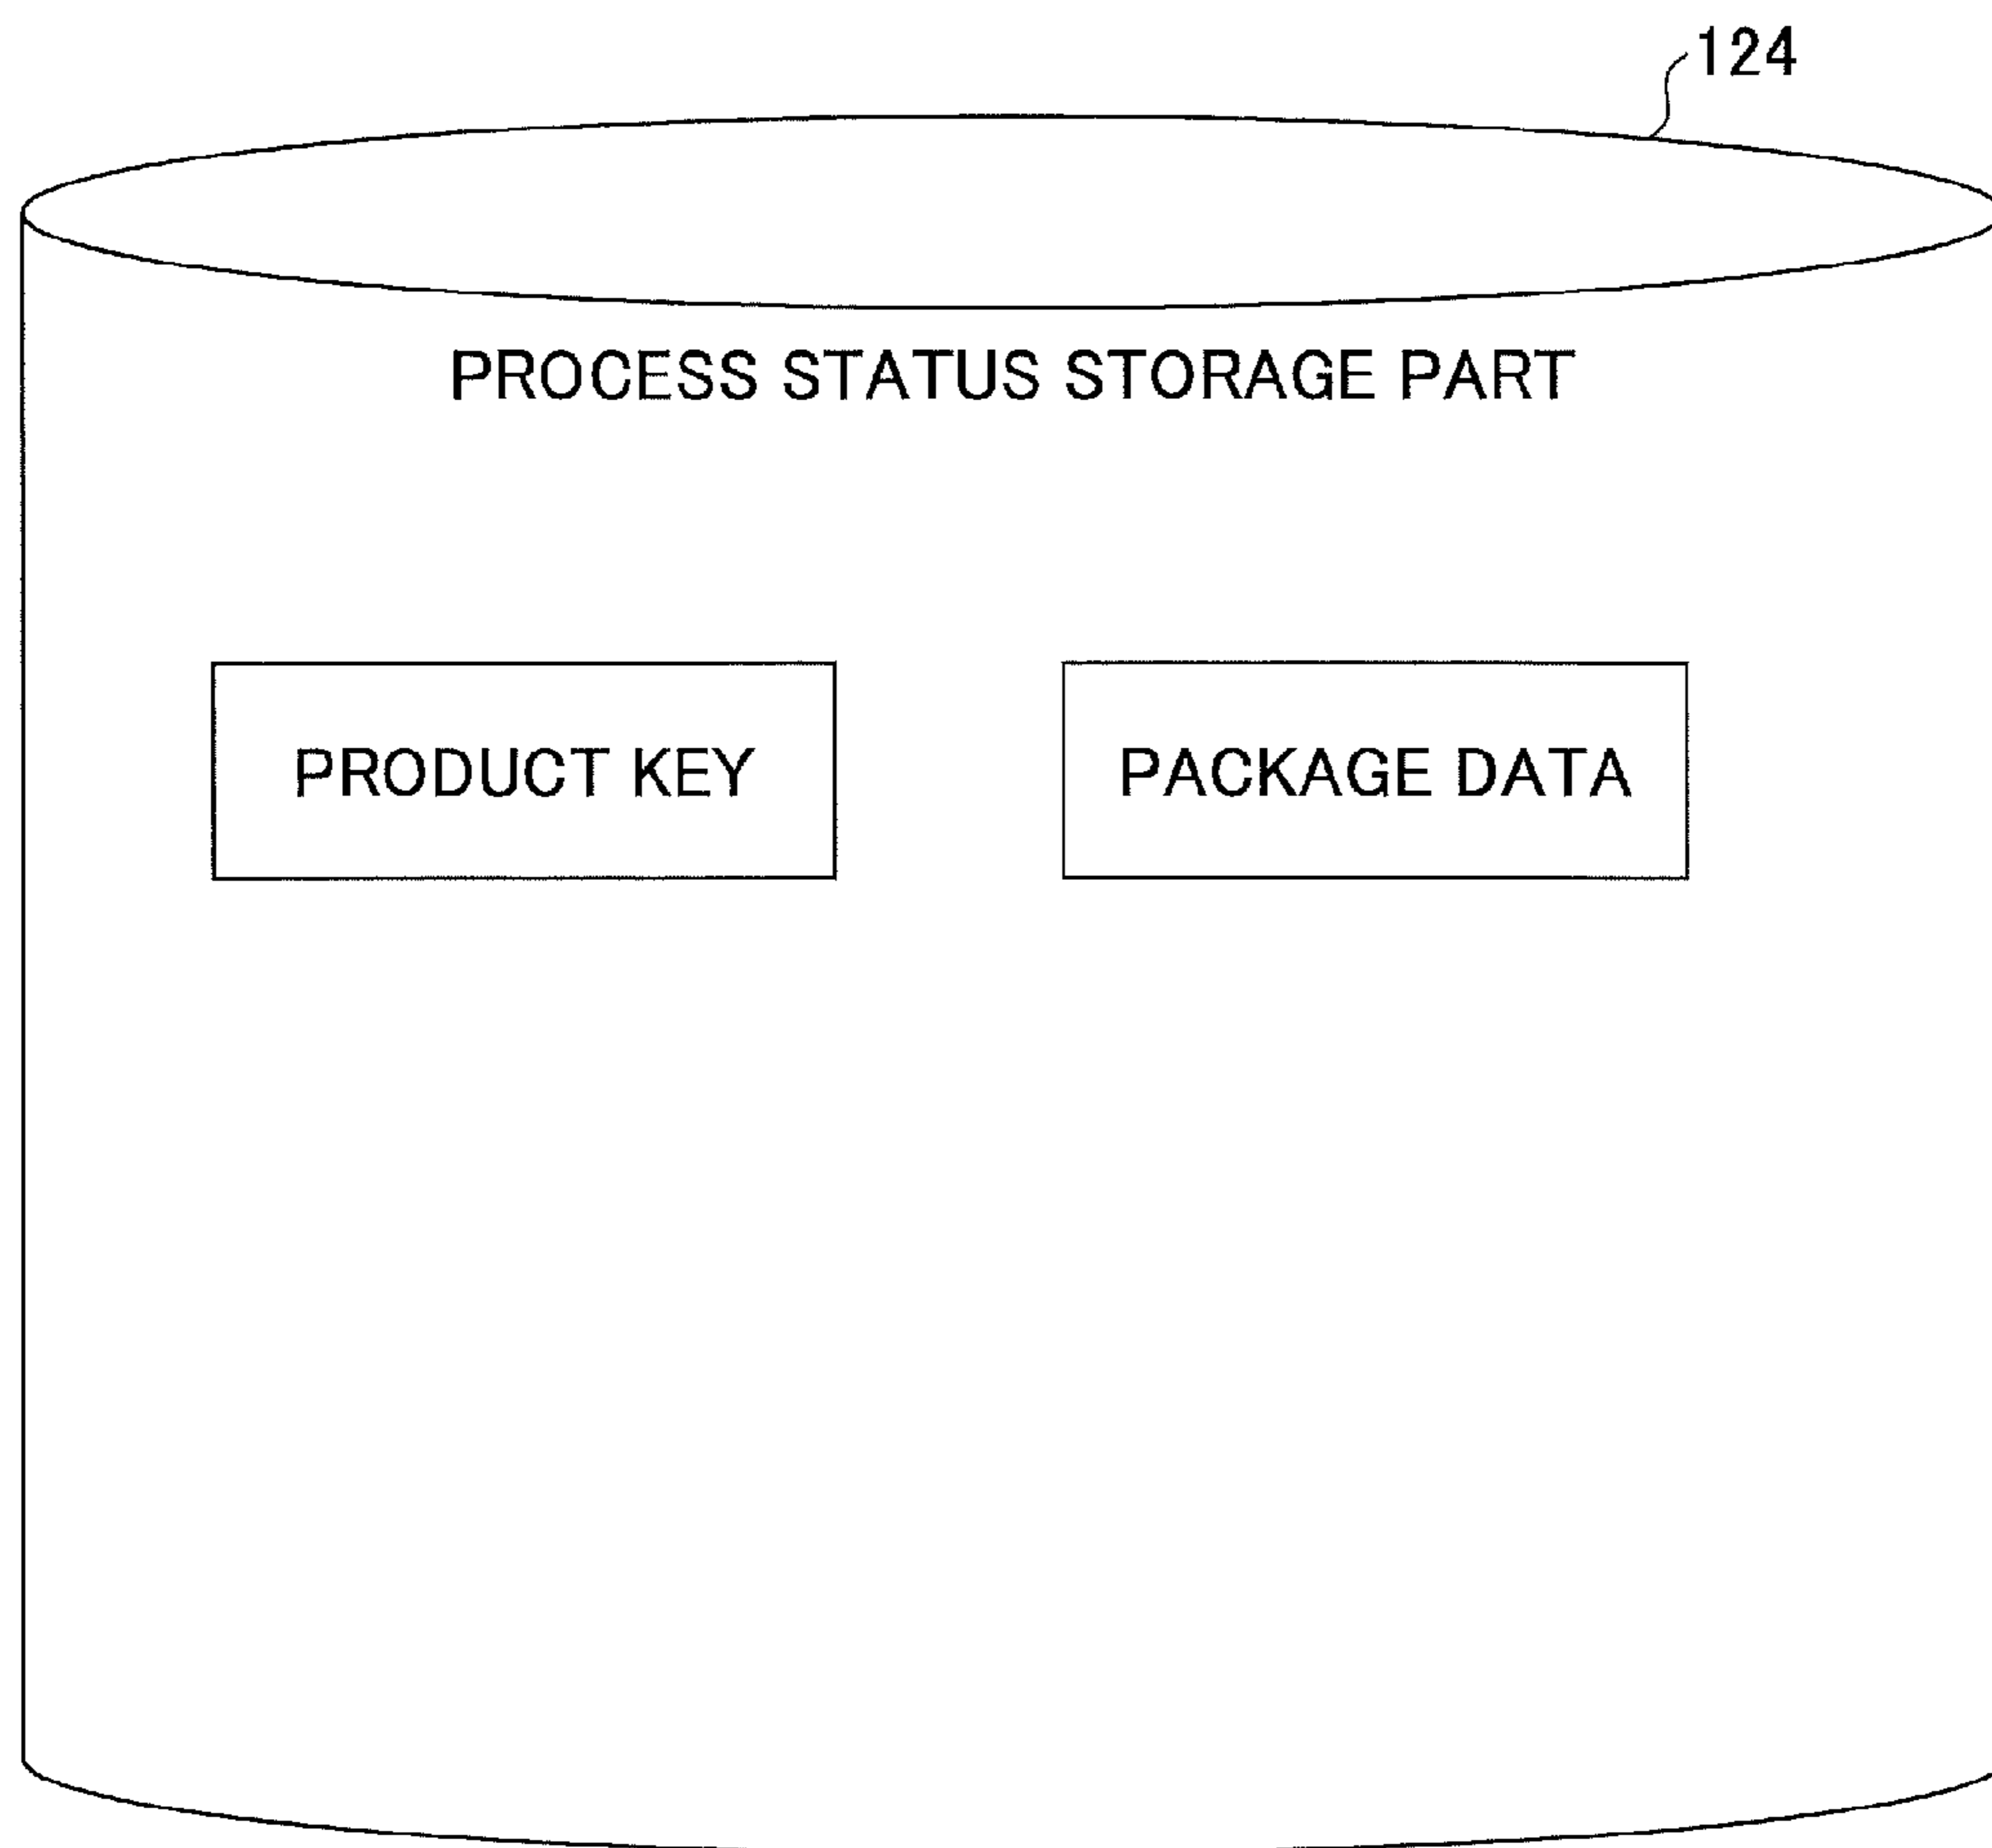 124
PROCESS STATUS STORAGE PART
PRODUCT KEY
PACKAGE DATA